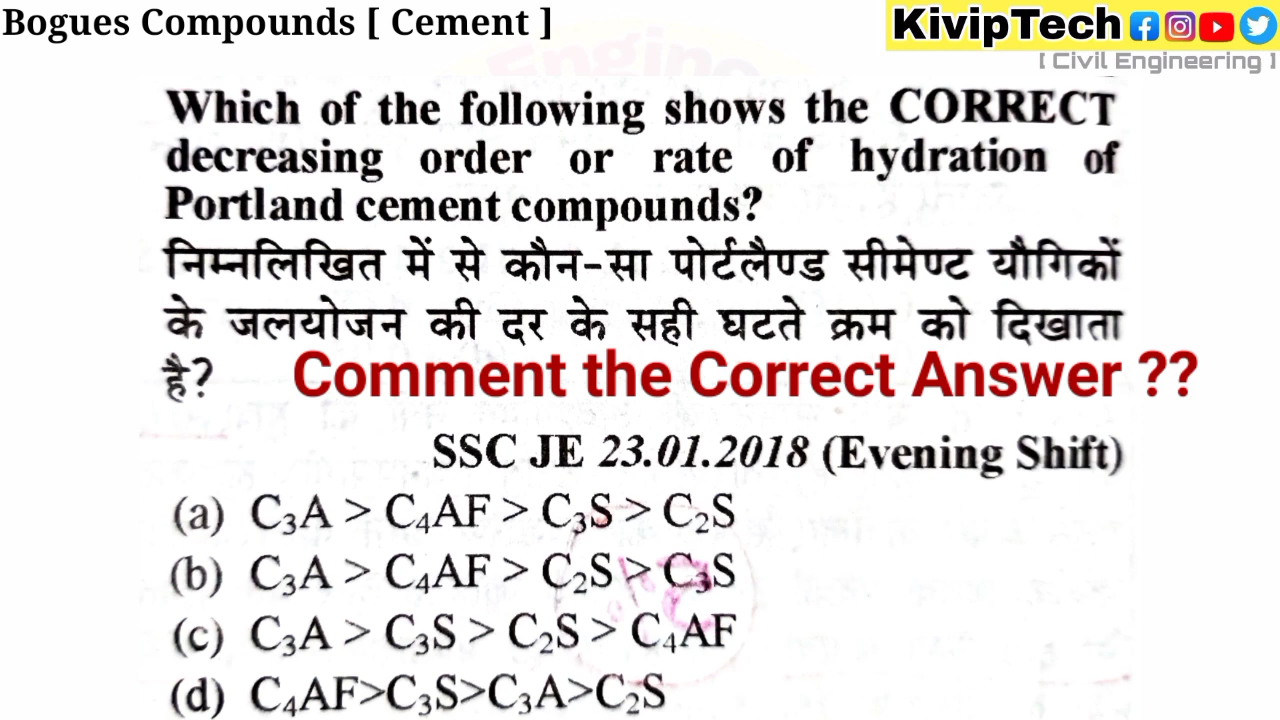 Bogues Compounds [ Cement ]
KivipTech
[ Civil Engineering ]
Which of the following shows the CORRECT
decreasing order or rate of hydration of
Portland cement compounds?
निम्नलिखित में से कौन-सा पोर्टलैण्ड सीमेण्ट यौगिकों
के जलयोजन की दर के सही घटते क्रम को दिखाता
है? Comment the Correct Answer ??
SSC JE 23.01.2018 (Evening Shift)
(a) C₃A > C₄AF > C₃S > C₂S
(b) C₃A > C₄AF > C₂S > C₃S
(c) C₃A > C₃S > C₂S > C₄AF
(d) C₄AF>C₃S>C₃A>C₂S